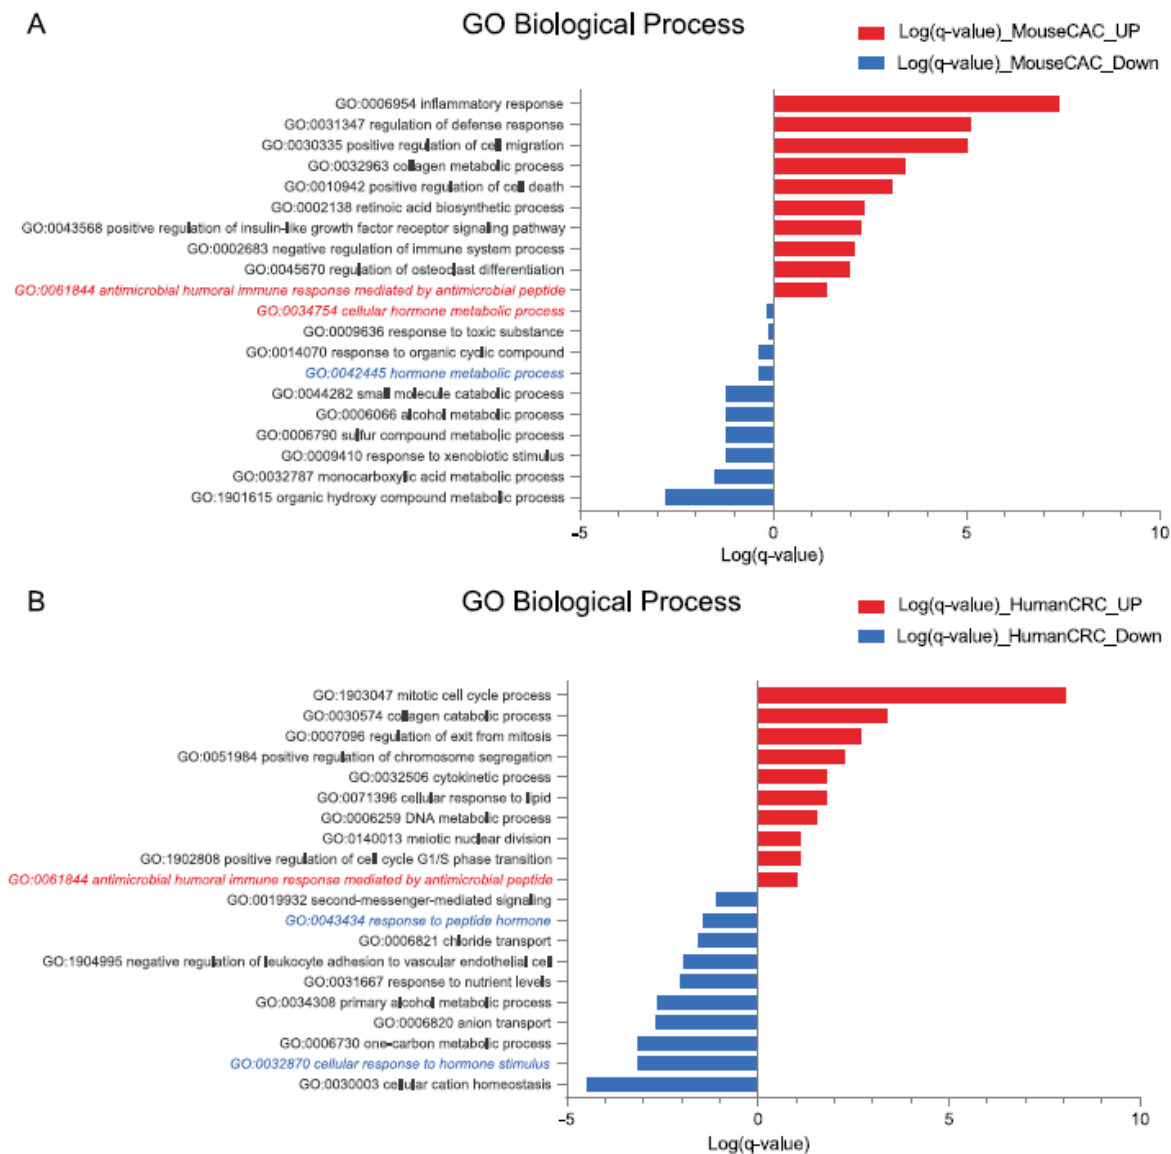 A
GO Biological Process
Log(q-value)_MouseCAC_UP
Log(q-value)_MouseCAC_Down
GO:0006954 inflammatory response
GO:0031347 regulation of defense response
GO:0030335 positive regulation of cell migration
GO:0032963 collagen metabolic process
GO:0010942 positive regulation of cell death
GO:0002138 retinoic acid biosynthetic process
GO:0043568 positive regulation of insulin-like growth factor receptor signaling pathway
GO:0002683 negative regulation of immune system process
GO:0045670 regulation of osteoclast differentiation
GO:0061844 antimicrobial humoral immune response mediated by antimicrobial peptide
GO:0034754 cellular hormone metabolic process
GO:0009636 response to toxic substance
GO:0014070 response to organic cyclic compound
GO:0042445 hormone metabolic process
GO:0044282 small molecule catabolic process
GO:0006066 alcohol metabolic process
GO:0006790 sulfur compound metabolic process
GO:0009410 response to xenobiotic stimulus
GO:0032787 monocarboxylic acid metabolic process
GO:1901615 organic hydroxy compound metabolic process
-5 0 5 10
Log(q-value)
B
GO Biological Process
Log(q-value)_HumanCRC_UP
Log(q-value)_HumanCRC_Down
GO:1903047 mitotic cell cycle process
GO:0030574 collagen catabolic process
GO:0007096 regulation of exit from mitosis
GO:0051984 positive regulation of chromosome segregation
GO:0032506 cytokinetic process
GO:0071396 cellular response to lipid
GO:0006259 DNA metabolic process
GO:0140013 meiotic nuclear division
GO:1902808 positive regulation of cell cycle G1/S phase transition
GO:0061844 antimicrobial humoral immune response mediated by antimicrobial peptide
GO:0019932 second-messenger-mediated signaling
GO:0043434 response to peptide hormone
GO:0006821 chloride transport
GO:1904995 negative regulation of leukocyte adhesion to vascular endothelial cell
GO:0031667 response to nutrient levels
GO:0034308 primary alcohol metabolic process
GO:0006820 anion transport
GO:0006730 one-carbon metabolic process
GO:0032870 cellular response to hormone stimulus
GO:0030003 cellular cation homeostasis
-5 0 5 10
Log(q-value)